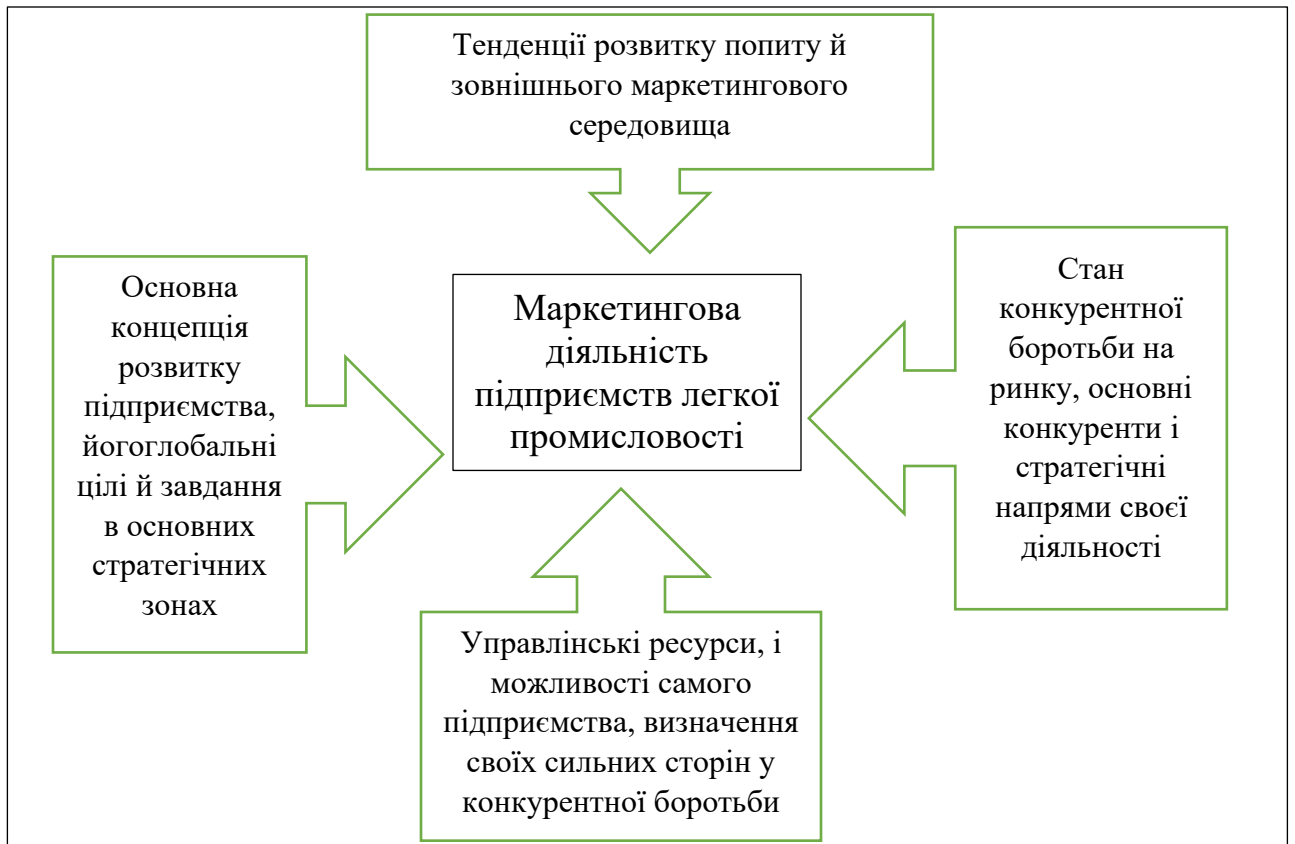 Тенденції розвитку попиту й
зовнішнього маркетингового
середовища
Основна
концепція
розвитку
підприємства,
йогоглобальні
цілі й завдання
в основних
стратегічних
зонах
Маркетингова
діяльність
підприємств легкої
промисловості
Стан
конкурентної
боротьби на
ринку, основні
конкуренти і
стратегічні
напрями своєї
діяльності
Управлінські ресурси, і
можливості самого
підприємства, визначення
своїх сильних сторін у
конкурентної боротьби